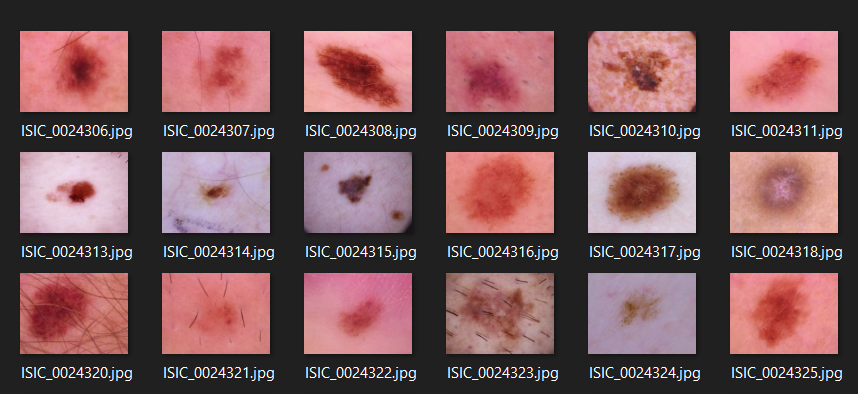 ISIC_0024306.jpg ISIC_0024307.jpg ISIC_0024308.jpg ISIC_0024309.jpg ISIC_0024310.jpg ISIC_0024311.jpg
ISIC_0024313.jpg ISIC_0024314.jpg ISIC_0024315.jpg ISIC_0024316.jpg ISIC_0024317.jpg ISIC_0024318.jpg
ISIC_0024320.jpg ISIC_0024321.jpg ISIC_0024322.jpg ISIC_0024323.jpg ISIC_0024324.jpg ISIC_0024325.jpg